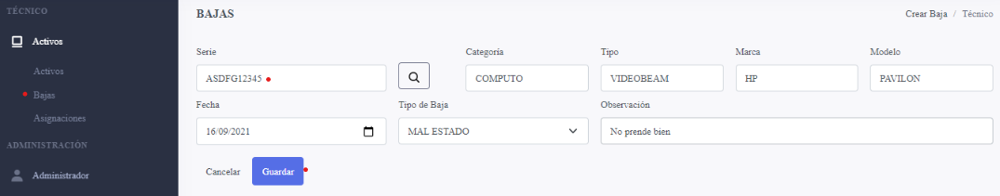 TÉCNICO
Activos
Activos
Bajas
Asignaciones
ADMINISTRACIÓN
Administrador
BAJAS
Crear Baja / Técnico
Serie
Categoría
Tipo
Marca
Modelo
ASDFG12345
COMPUTO
VIDEOBEAM
HP
PAVILON
Fecha
Tipo de Baja
Observación
16/09/2021
MAL ESTADO
No prende bien
Cancelar
Guardar